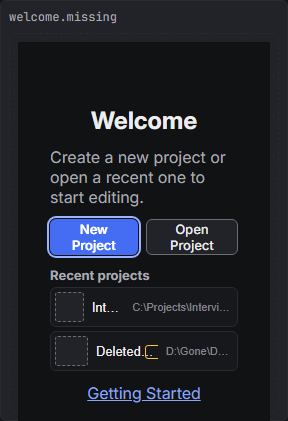 welcome.missing
Welcome
Create a new project or
open a recent one to
start editing.
New
Project
Open
Project
Recent projects
Int... C:\Projects\Intervi...
Deleted... D:\Gone\D...
Getting Started